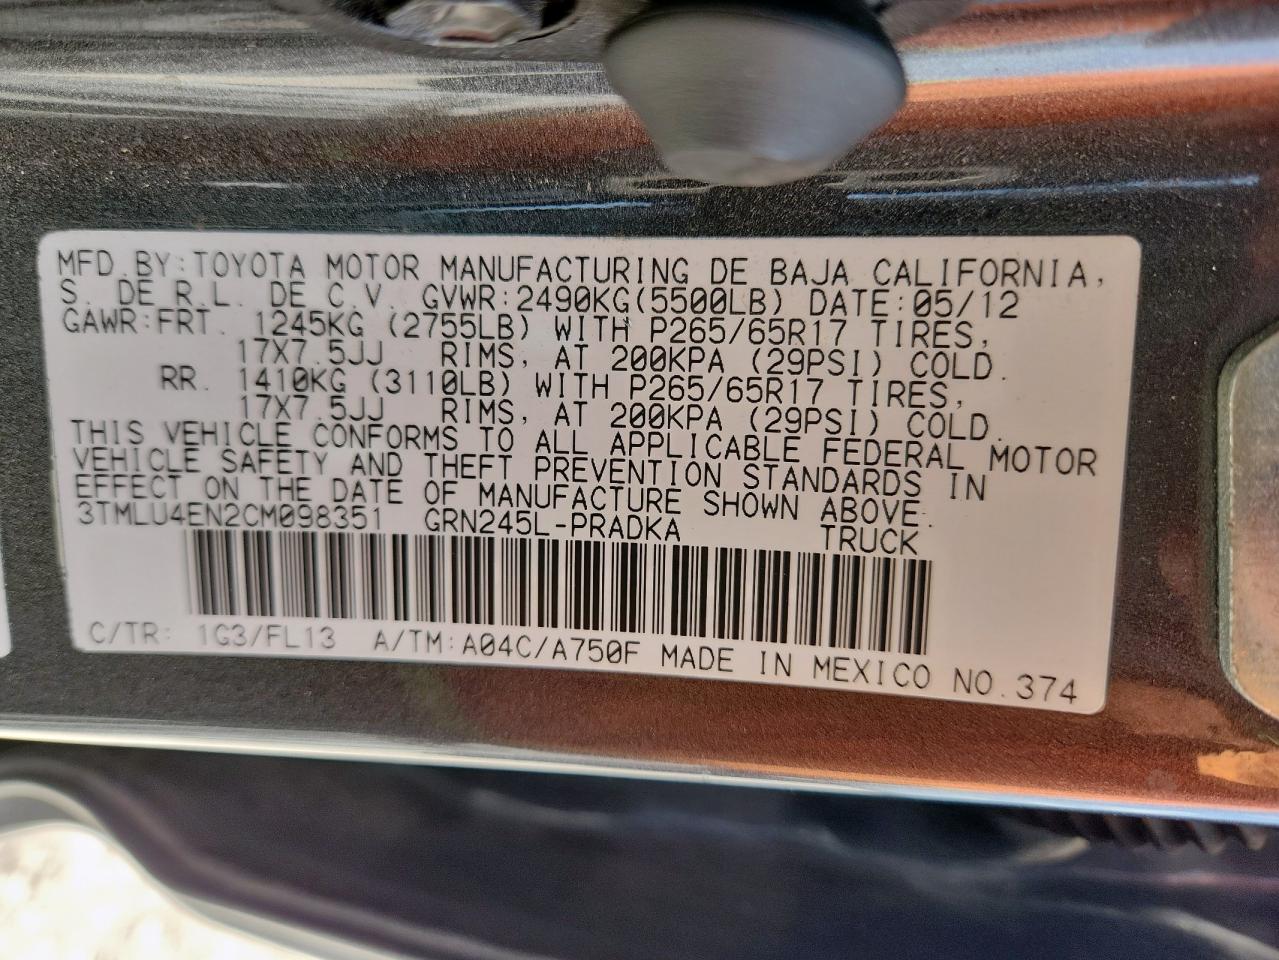 MFD.BY:TOYOTA MOTOR MANUFACTURING DE BAJA CALIFORNIA,
S. DE R.L. DE C.V. GVWR:2490KG(5500LB) DATE:05/12
GAWR:FRT. 1245KG (2755LB) WITH P265/65R17 TIRES,
17X7.5JJ RIMS, AT 200KPA (29PSI) COLD.
RR. 1410KG (3110LB) WITH P265/65R17 TIRES,
17X7.5JJ RIMS, AT 200KPA (29PSI) COLD.
THIS VEHICLE CONFORMS TO ALL APPLICABLE FEDERAL MOTOR
VEHICLE SAFETY AND THEFT PREVENTION STANDARDS IN
EFFECT ON THE DATE OF MANUFACTURE SHOWN ABOVE.
3TMLU4EN2CM098351 GRN245L-PRADKA TRUCK
C/TR: 1G3/FL13 A/TM:A04C/A750F MADE IN MEXICO NO.374